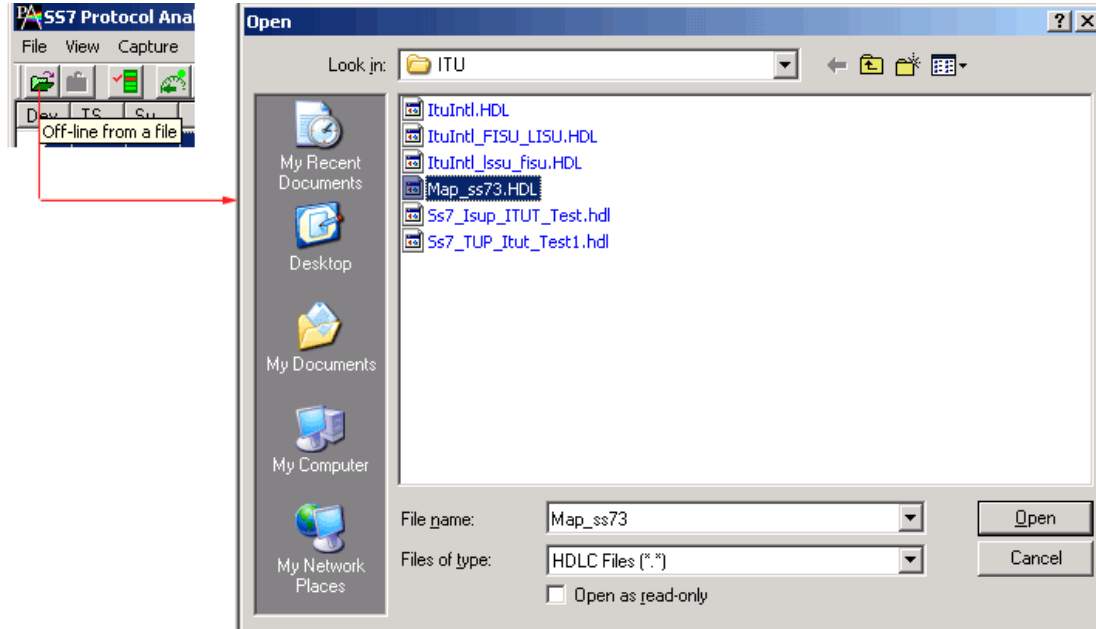 SS7 Protocol Anal
File View Capture
Dev TS Su
Off-line from a file
Open
Look in: ITU
My Recent Documents
Desktop
My Documents
My Computer
My Network Places
ItuIntl.HDL
ItuIntl_FISU_LISU.HDL
ItuIntl_lssu_fisu.HDL
Map_ss73.HDL
Ss7_Isup_ITUT_Test.hdl
Ss7_TUP_Itut_Test1.hdl
File name: Map_ss73 Open
Files of type: HDLC Files (*.*) Cancel
Open as read-only